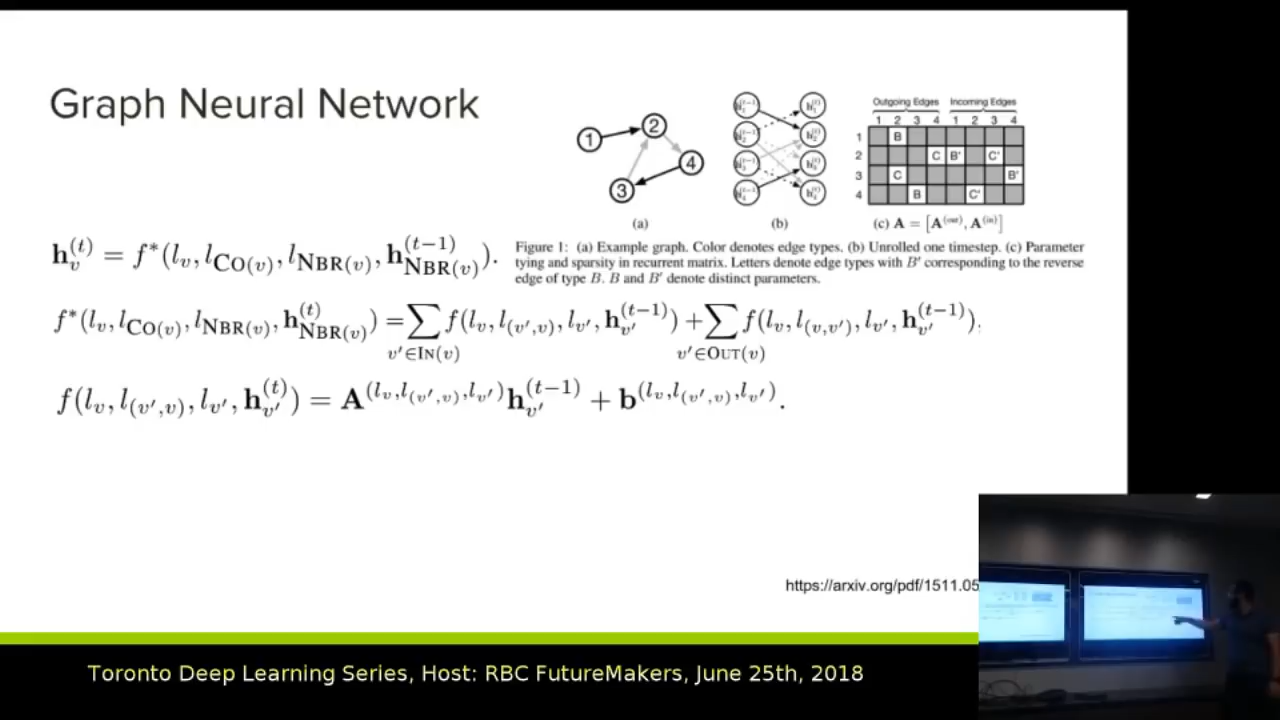 Graph Neural Network
Outgoing Edges Incoming Edges
1 2 3 4 1 2 3 4
1 B
2 C B' C'
3 C B'
4 B C'
1 2 3 4
(a) (b) (c) A = [A^(out), A^(in)]
Figure 1: (a) Example graph. Color denotes edge types. (b) Unrolled one timestep. (c) Parameter
tying and sparsity in recurrent matrix. Letters denote edge types with B' corresponding to the reverse
edge of type B. B and B' denote distinct parameters.
h_v^(t) = f*(l_v, l_CO(v), l_NBR(v), h_NBR(v)^(t−1)).
f*(l_v, l_CO(v), l_NBR(v), h_NBR(v)^(t)) = ∑_{v'∈IN(v)} f(l_v, l_(v',v), l_v', h_v'^(t−1)) + ∑_{v'∈OUT(v)} f(l_v, l_(v,v'), l_v', h_v'^(t−1)).
f(l_v, l_(v',v), l_v', h_v'^(t)) = A^(l_v,l_(v',v),l_v') h_v'^(t−1) + b^(l_v,l_(v',v),l_v').
https://arxiv.org/pdf/1511.05
Toronto Deep Learning Series, Host: RBC FutureMakers, June 25th, 2018